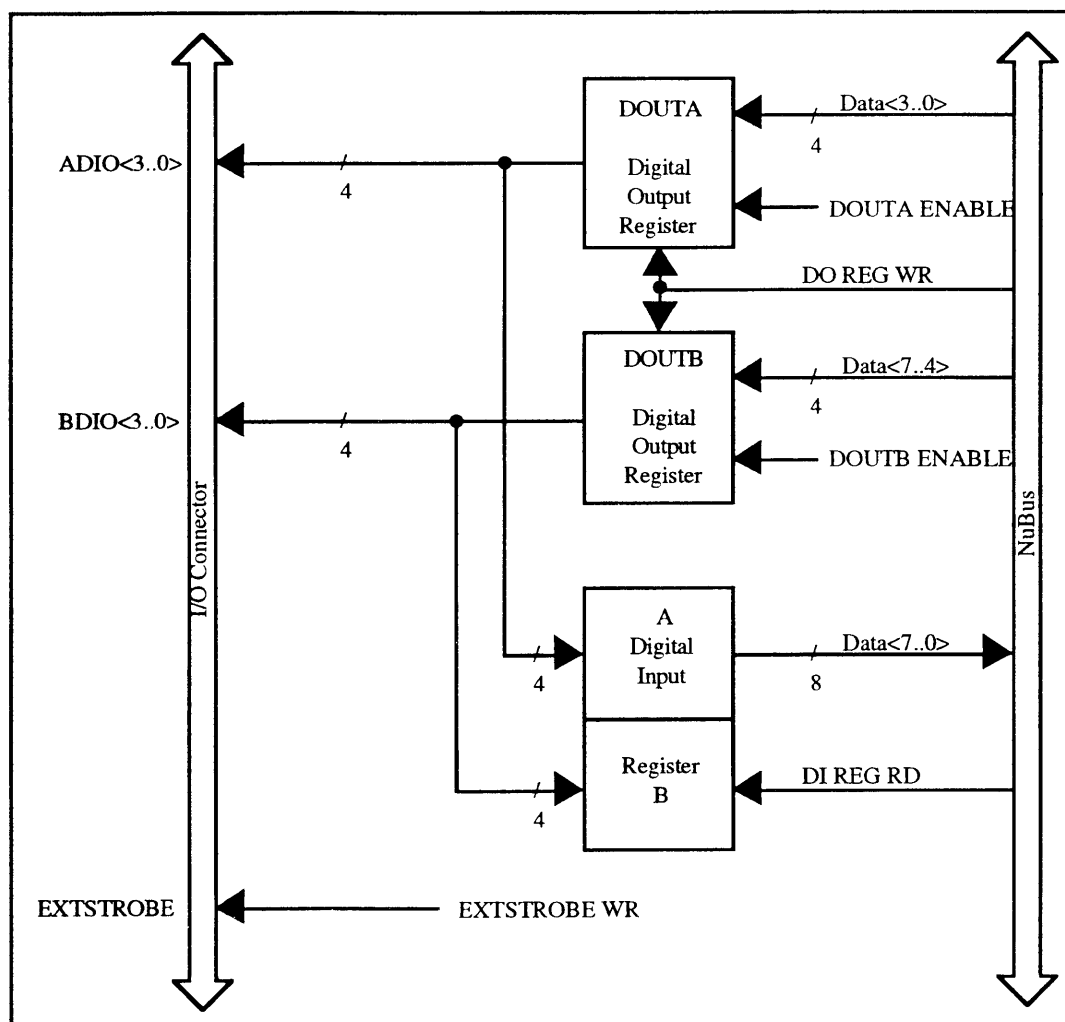 DOUTA
Data<3..0>
4
ADIO<3..0>
4
Digital
Output
Register
DOUTA ENABLE
DO REG WR
DOUTB
Data<7..4>
4
BDIO<3..0>
4
Digital
Output
Register
DOUTB ENABLE
I/O Connector
NuBus
A
Digital
Input
4
Data<7..0>
8
Register
B
4
DI REG RD
EXTSTROBE
EXTSTROBE WR